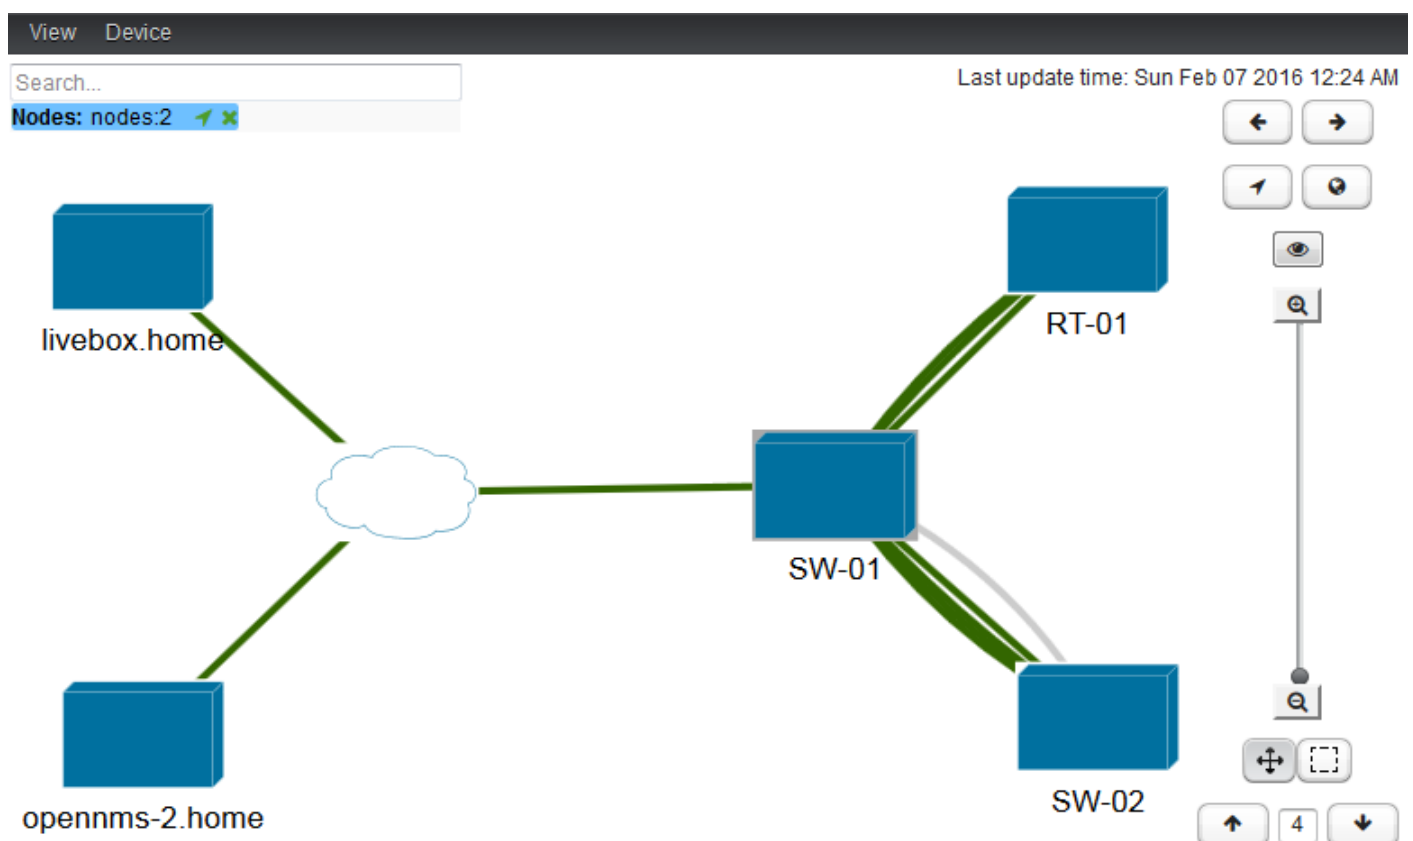 View Device
Search...
Last update time: Sun Feb 07 2016 12:24 AM
Nodes: nodes:2
livebox.home
RT-01
SW-01
SW-02
opennms-2.home
4